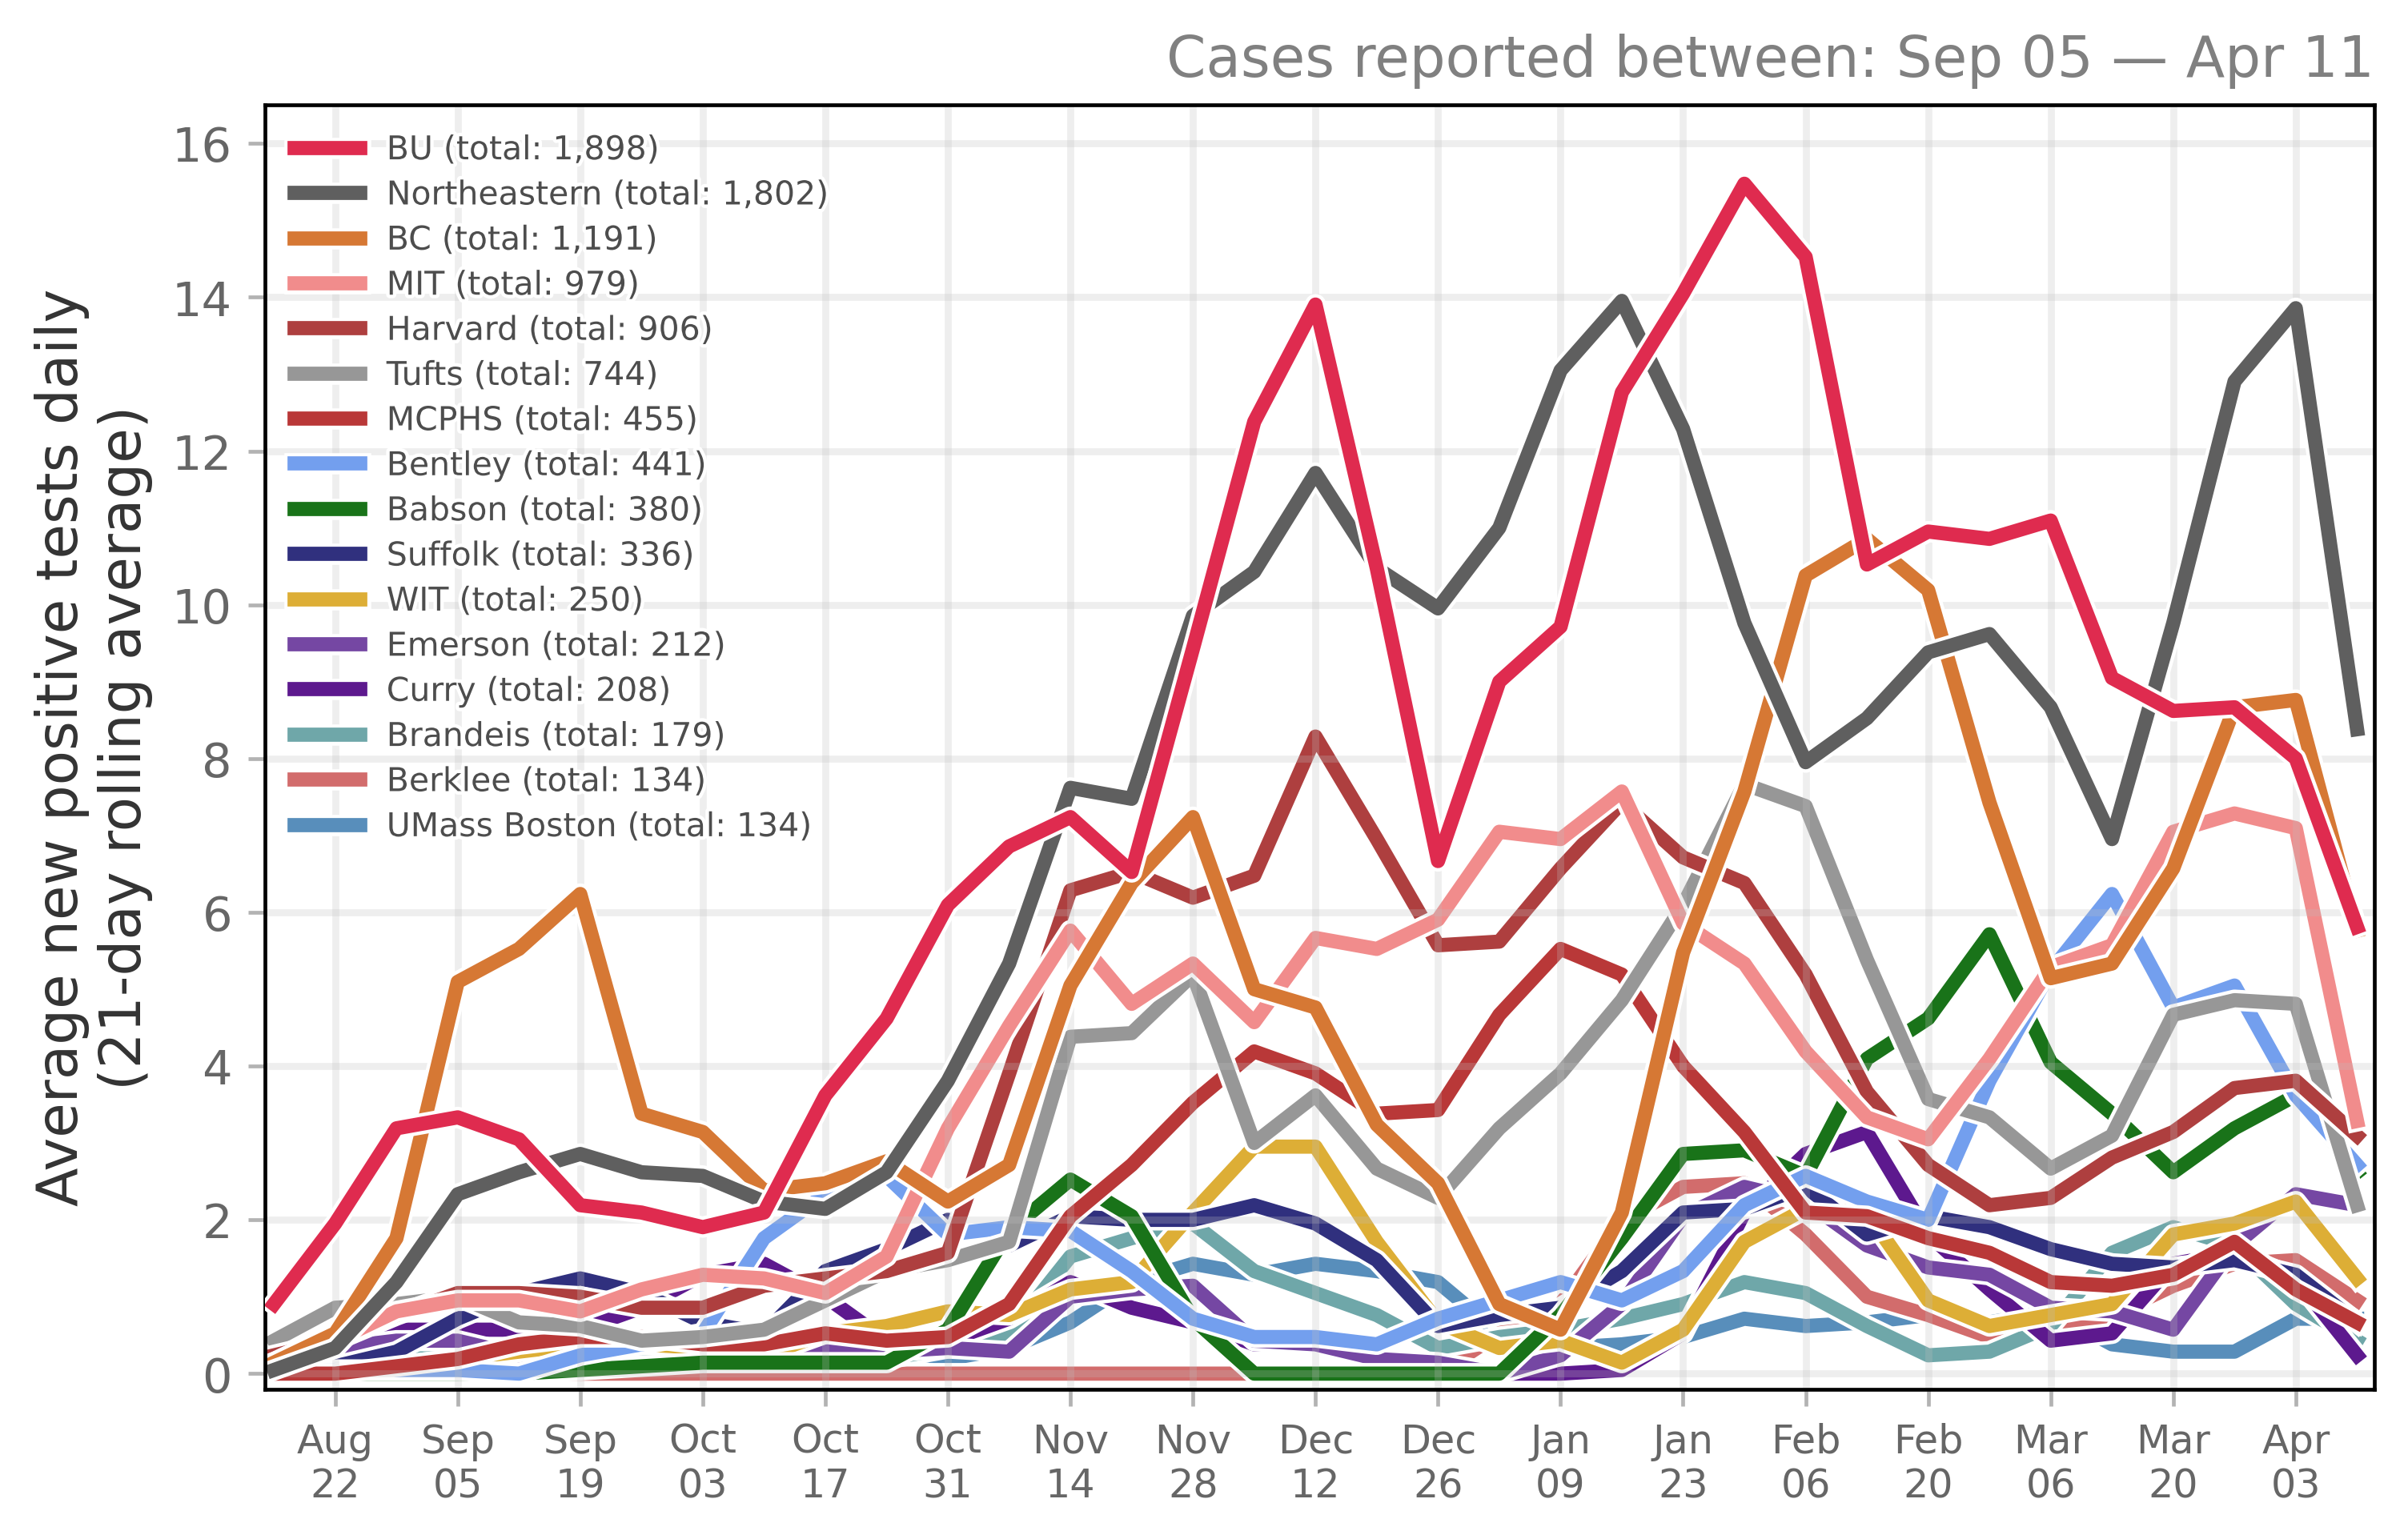 Cases reported between: Sep 05 — Apr 11
Average new positive tests daily
(21-day rolling average)
16
14
12
10
8
6
4
2
0
BU (total: 1,898)
Northeastern (total: 1,802)
BC (total: 1,191)
MIT (total: 979)
Harvard (total: 906)
Tufts (total: 744)
MCPHS (total: 455)
Bentley (total: 441)
Babson (total: 380)
Suffolk (total: 336)
WIT (total: 250)
Emerson (total: 212)
Curry (total: 208)
Brandeis (total: 179)
Berklee (total: 134)
UMass Boston (total: 134)
Aug Sep Sep Oct Oct Oct Nov Nov Dec Dec Jan Jan Feb Feb Mar Mar Apr
22 05 19 03 17 31 14 28 12 26 09 23 06 20 06 20 03